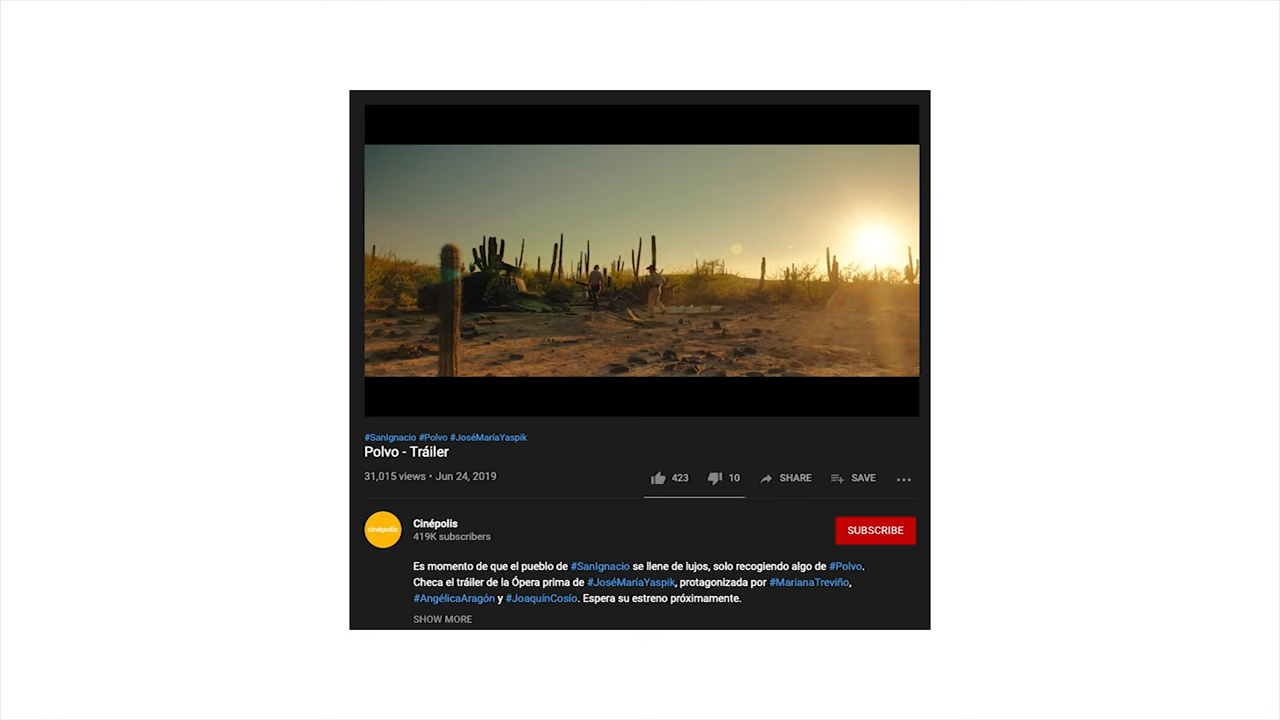 #SanIgnacio #Polvo #JoséMaríaYaspik
Polvo - Tráiler
31,015 views • Jun 24, 2019
423 10 SHARE SAVE
cinépolis
Cinépolis
419K subscribers
SUBSCRIBE
Es momento de que el pueblo de #SanIgnacio se llene de lujos, solo recogiendo algo de #Polvo.
Checa el tráiler de la Ópera prima de #JoséMaríaYaspik, protagonizada por #MarianaTreviño,
#AngélicaAragón y #JoaquínCosío. Espera su estreno próximamente.
SHOW MORE